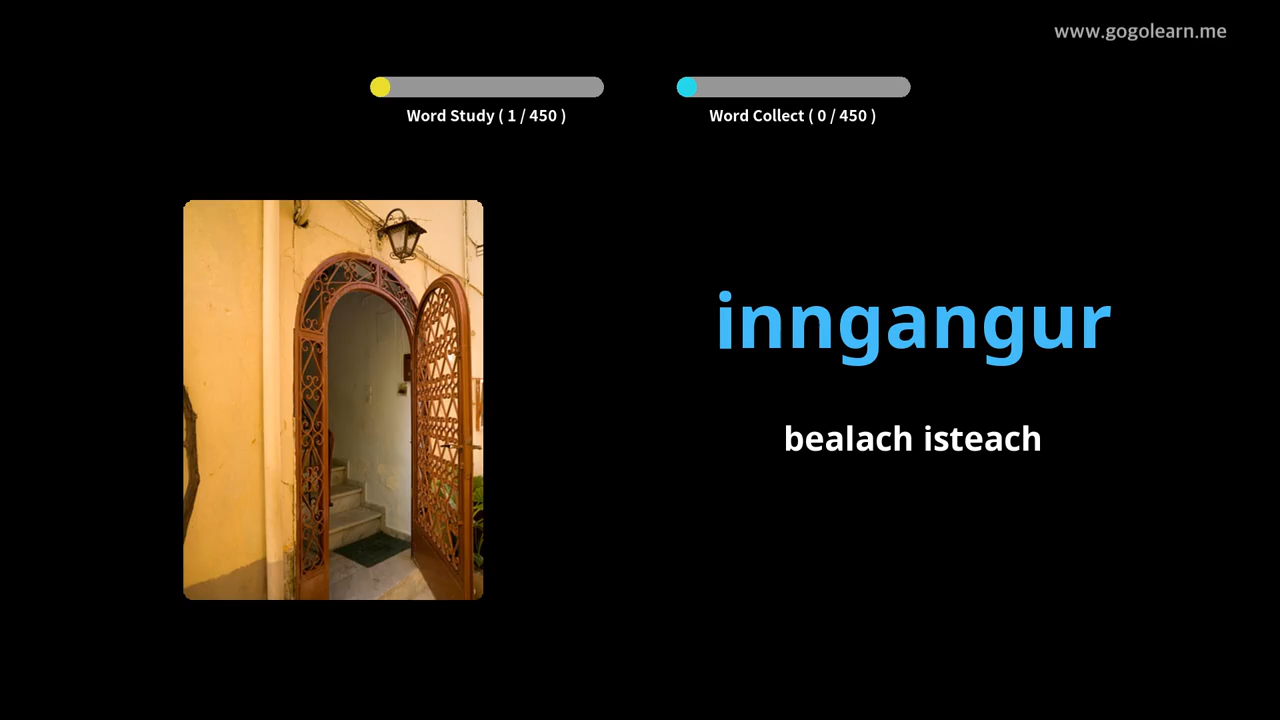 www.gogolearn.me
Word Study ( 1 / 450 )
Word Collect ( 0 / 450 )
inngangur
bealach isteach